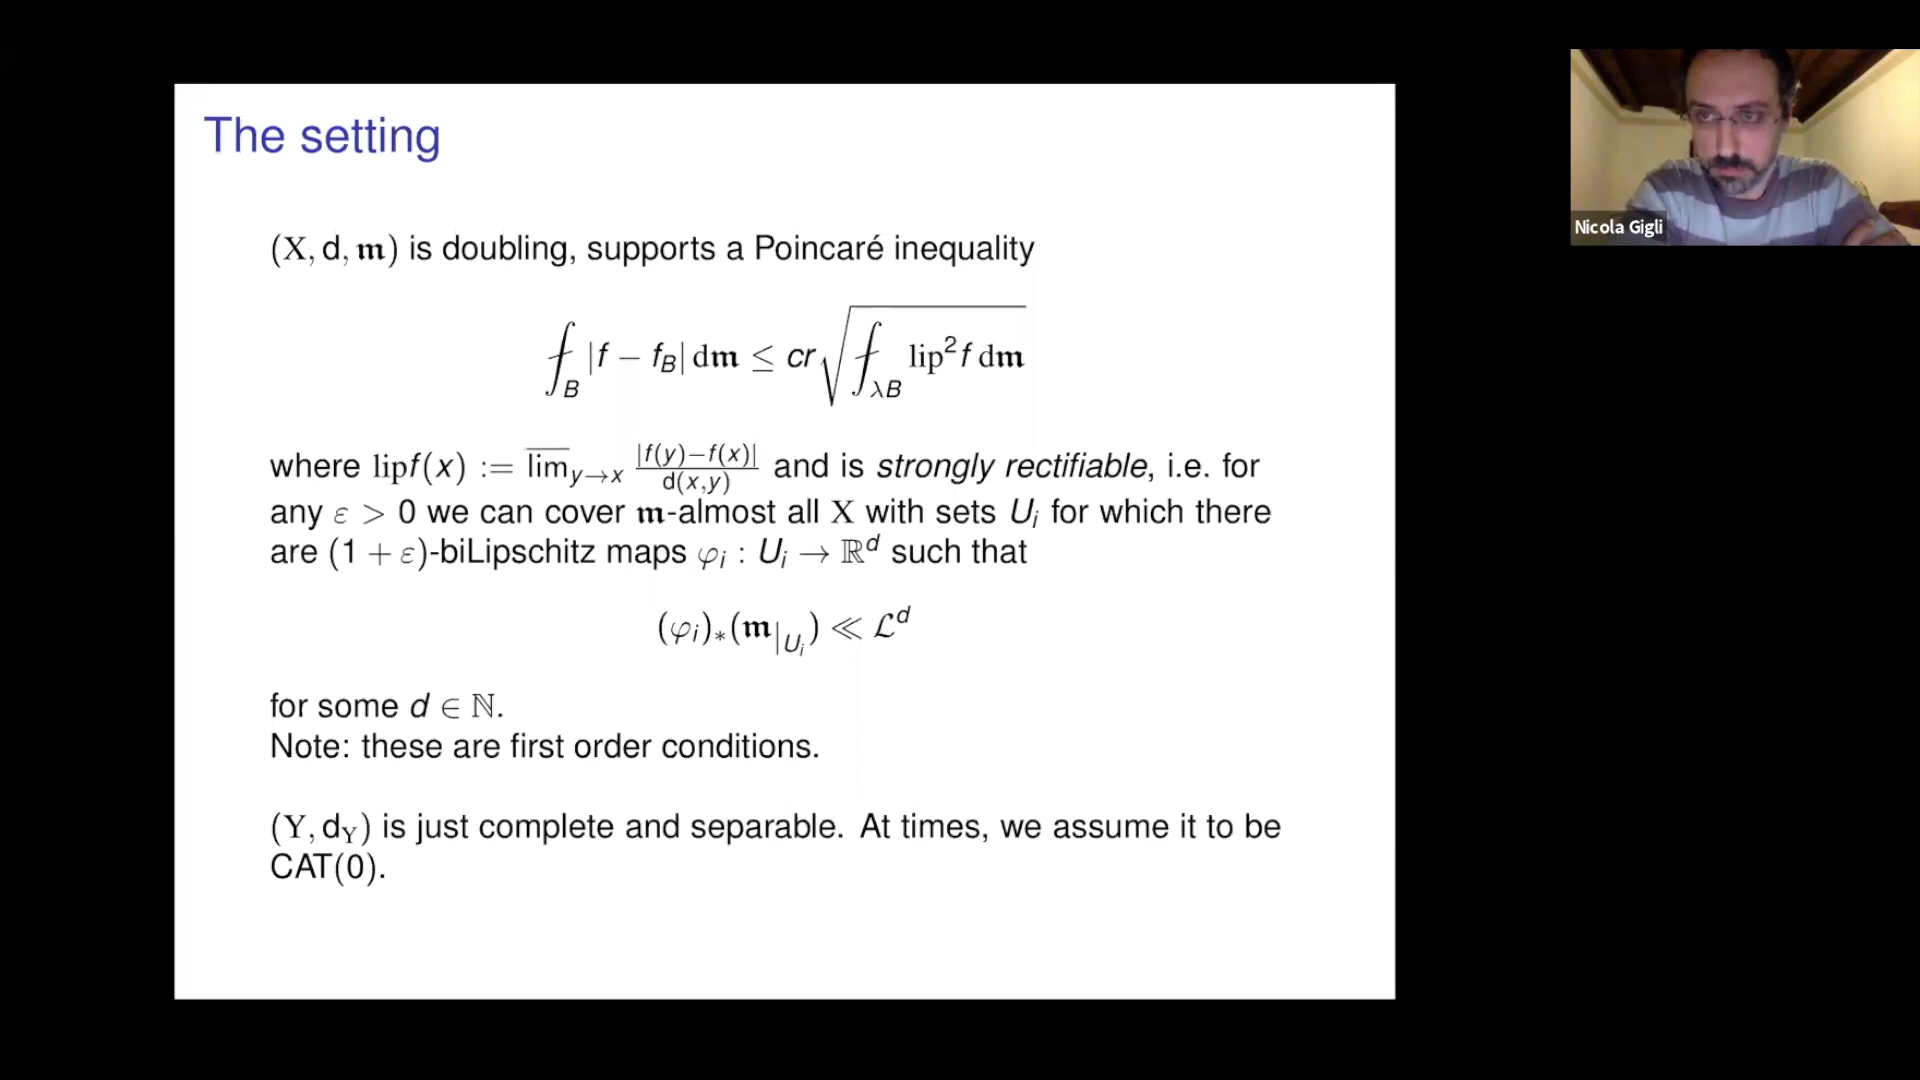 The setting
(X, d, 𝔪) is doubling, supports a Poincaré inequality
⨍_B |f − f_B| d𝔪 ≤ cr √(⨍_{λB} lip² f d𝔪)
where lipf(x) := \overline{lim}_{y→x} |f(y)−f(x)| / d(x,y) and is strongly rectifiable, i.e. for
any ε > 0 we can cover 𝔪-almost all X with sets U_i for which there
are (1 + ε)-biLipschitz maps φ_i : U_i → ℝ^d such that
(φ_i)_*(𝔪_{|U_i}) ≪ ℒ^d
for some d ∈ ℕ.
Note: these are first order conditions.
(Y, d_Y) is just complete and separable. At times, we assume it to be
CAT(0).
Nicola Gigli